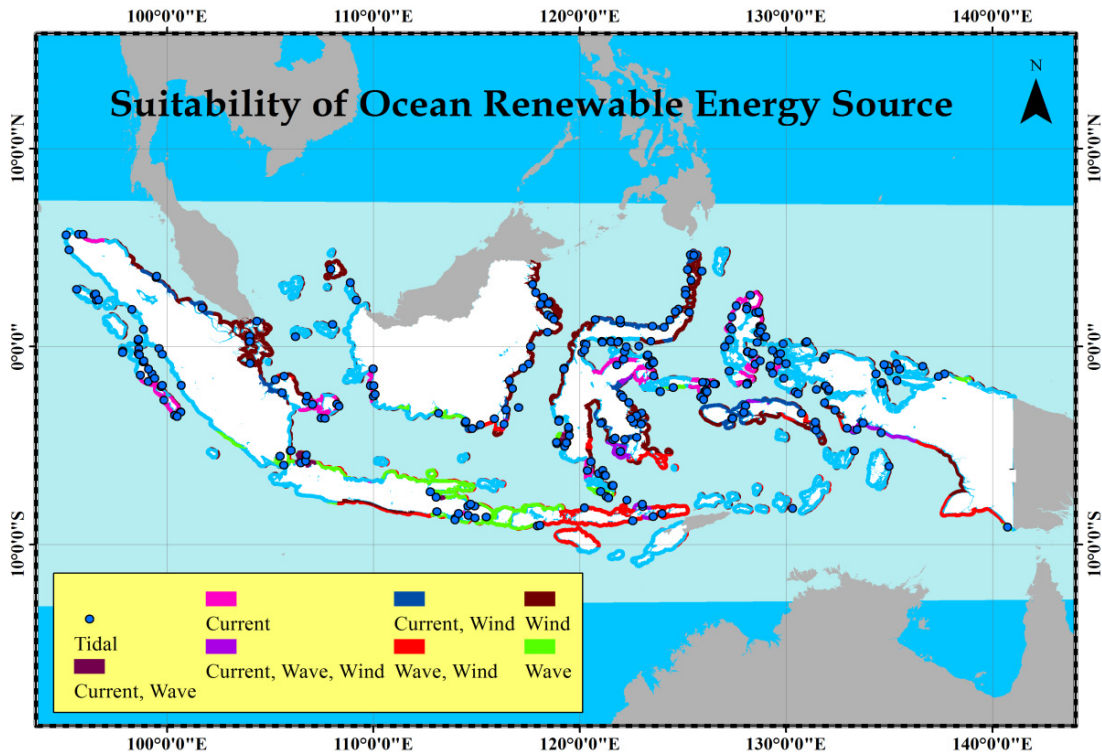 100°0'0"E 110°0'0"E 120°0'0"E 130°0'0"E 140°0'0"E
N
Suitability of Ocean Renewable Energy Source
10°0'0"N 10°0'0"N
0°0'0" 0°0'0"
10°0'0"S 10°0'0"S
Tidal
Current, Wave
Current
Current, Wave, Wind
Current, Wind
Wave, Wind
Wind
Wave
100°0'0"E 110°0'0"E 120°0'0"E 130°0'0"E 140°0'0"E